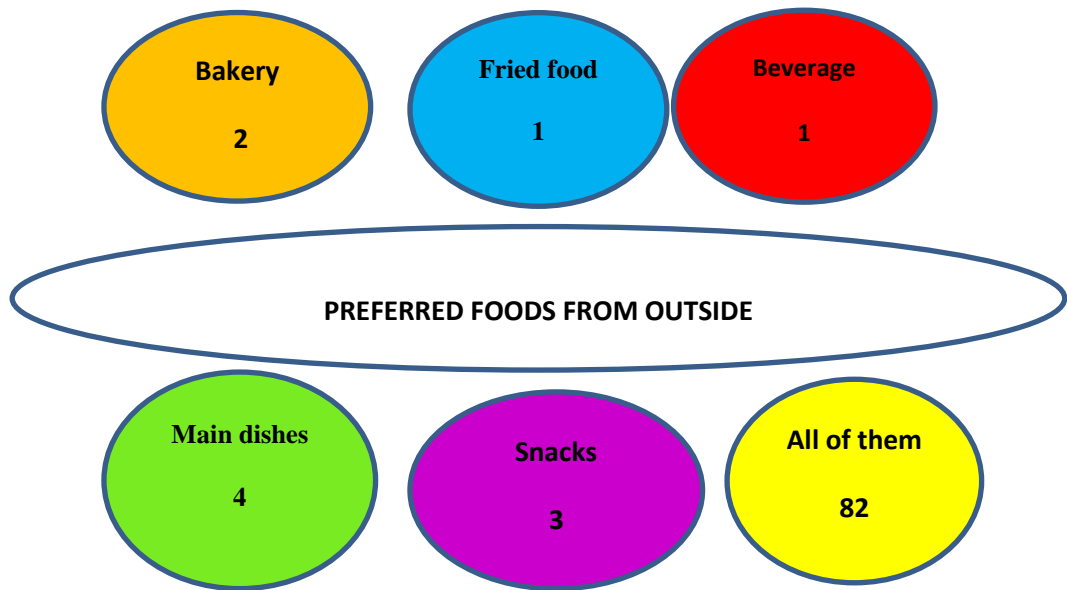 Bakery
2
Fried food
1
Beverage
1
PREFERRED FOODS FROM OUTSIDE
Main dishes
4
Snacks
3
All of them
82